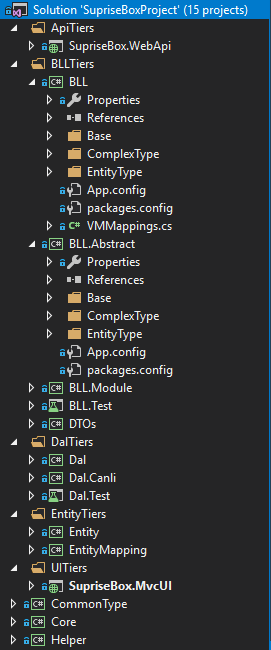 Solution 'SupriseBoxProject' (15 projects)
ApiTiers
SupriseBox.WebApi
BLLTiers
BLL
Properties
References
Base
ComplexType
EntityType
App.config
packages.config
VMMappings.cs
BLL.Abstract
Properties
References
Base
ComplexType
EntityType
App.config
packages.config
BLL.Module
BLL.Test
DTOs
DalTiers
Dal
Dal.Canli
Dal.Test
EntityTiers
Entity
EntityMapping
UITiers
SupriseBox.MvcUI
CommonType
Core
Helper